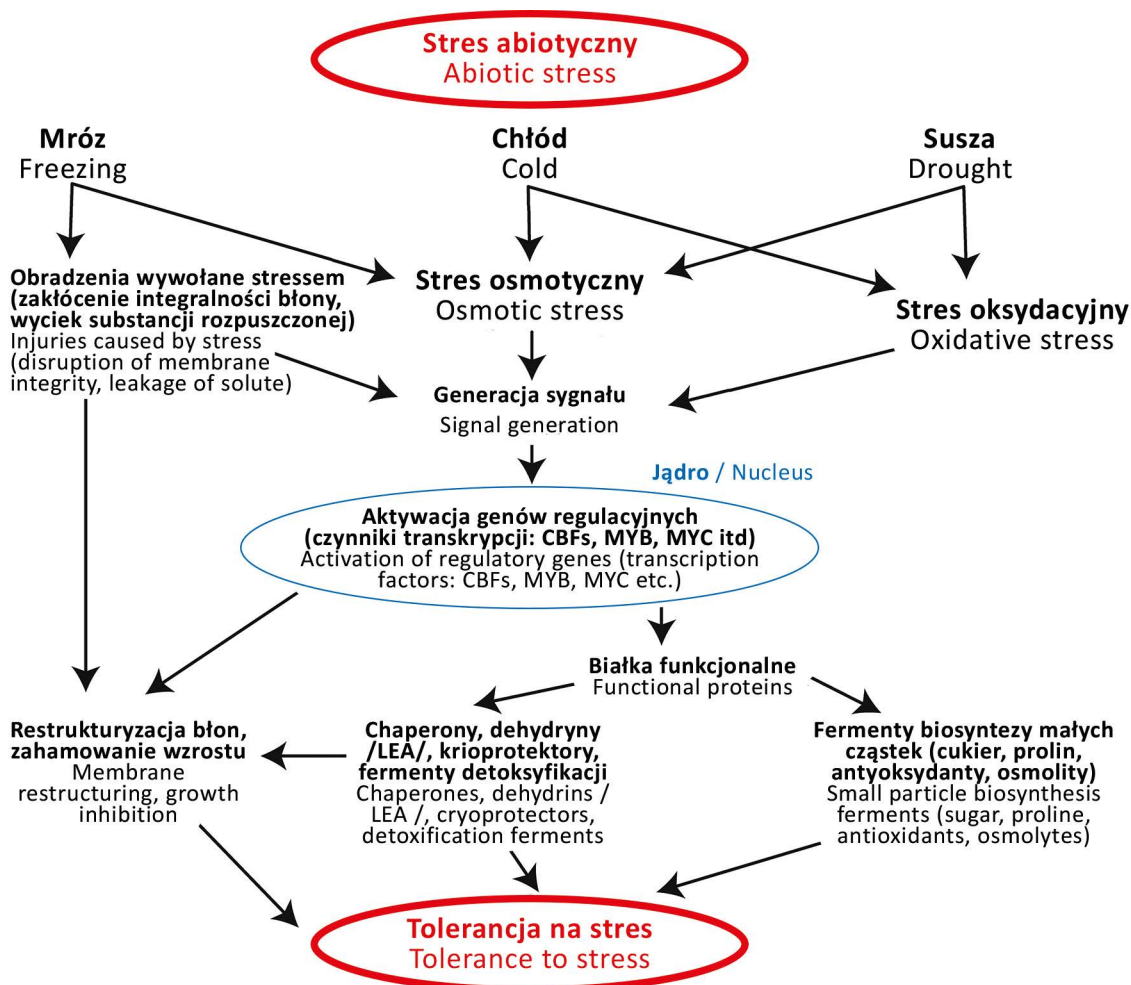 Stres abiotyczny
Abiotic stress
Mróz
Freezing
Chłód
Cold
Susza
Drought
Obradzenia wywołane stressem
(zakłócenie integralności błony,
wyciek substancji rozpuszczonej)
Injuries caused by stress
(disruption of membrane
integrity, leakage of solute)
Stres osmotyczny
Osmotic stress
Stres oksydacyjny
Oxidative stress
Generacja sygnału
Signal generation
Jądro / Nucleus
Aktywacja genów regulacyjnych
(czynniki transkrypcji: CBFs, MYB, MYC itd)
Activation of regulatory genes (transcription
factors: CBFs, MYB, MYC etc.)
Białka funkcjonalne
Functional proteins
Restrukturyzacja błon,
zahamowanie wzrostu
Membrane
restructuring, growth
inhibition
Chaperony, dehydryny
/LEA/, krioprotektory,
fermenty detoksyfikacji
Chaperones, dehydrins /
LEA /, cryoprotectors,
detoxification ferments
Fermenty biosyntezy małych
cząstek (cukier, prolin,
antyoksydanty, osmolity)
Small particle biosynthesis
ferments (sugar, proline,
antioxidants, osmolytes)
Tolerancja na stres
Tolerance to stress